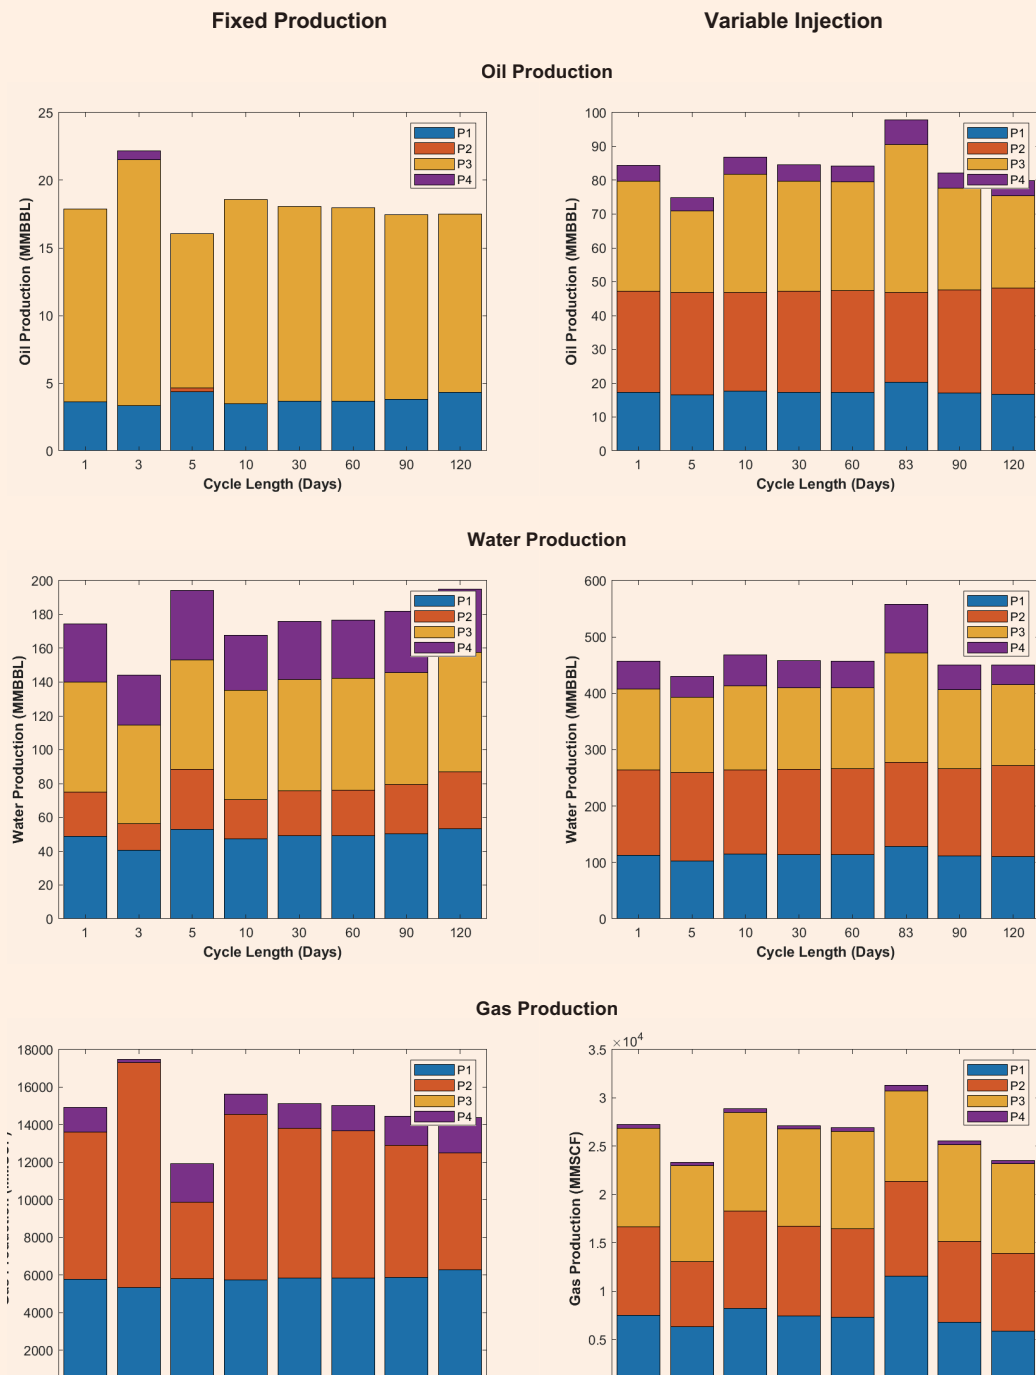 Fixed Production
Variable Injection
Oil Production
25
20
15
10
5
0
Oil Production (MMBBL)
P1
P2
P3
P4
1 3 5 10 30 60 90 120
Cycle Length (Days)
100
90
80
70
60
50
40
30
20
10
0
Oil Production (MMBBL)
P1
P2
P3
P4
1 5 10 30 60 83 90 120
Cycle Length (Days)
Water Production
200
180
160
140
120
100
80
60
40
20
0
Water Production (MMBBL)
P1
P2
P3
P4
1 3 5 10 30 60 90 120
Cycle Length (Days)
600
500
400
300
200
100
0
Water Production (MMBBL)
P1
P2
P3
P4
1 5 10 30 60 83 90 120
Cycle Length (Days)
Gas Production
18000
16000
14000
12000
10000
8000
6000
4000
2000
P1
P2
P3
P4
×10⁴
3.5
3
2.5
2
1.5
1
0.5
Gas Production (MMSCF)
P1
P2
P3
P4